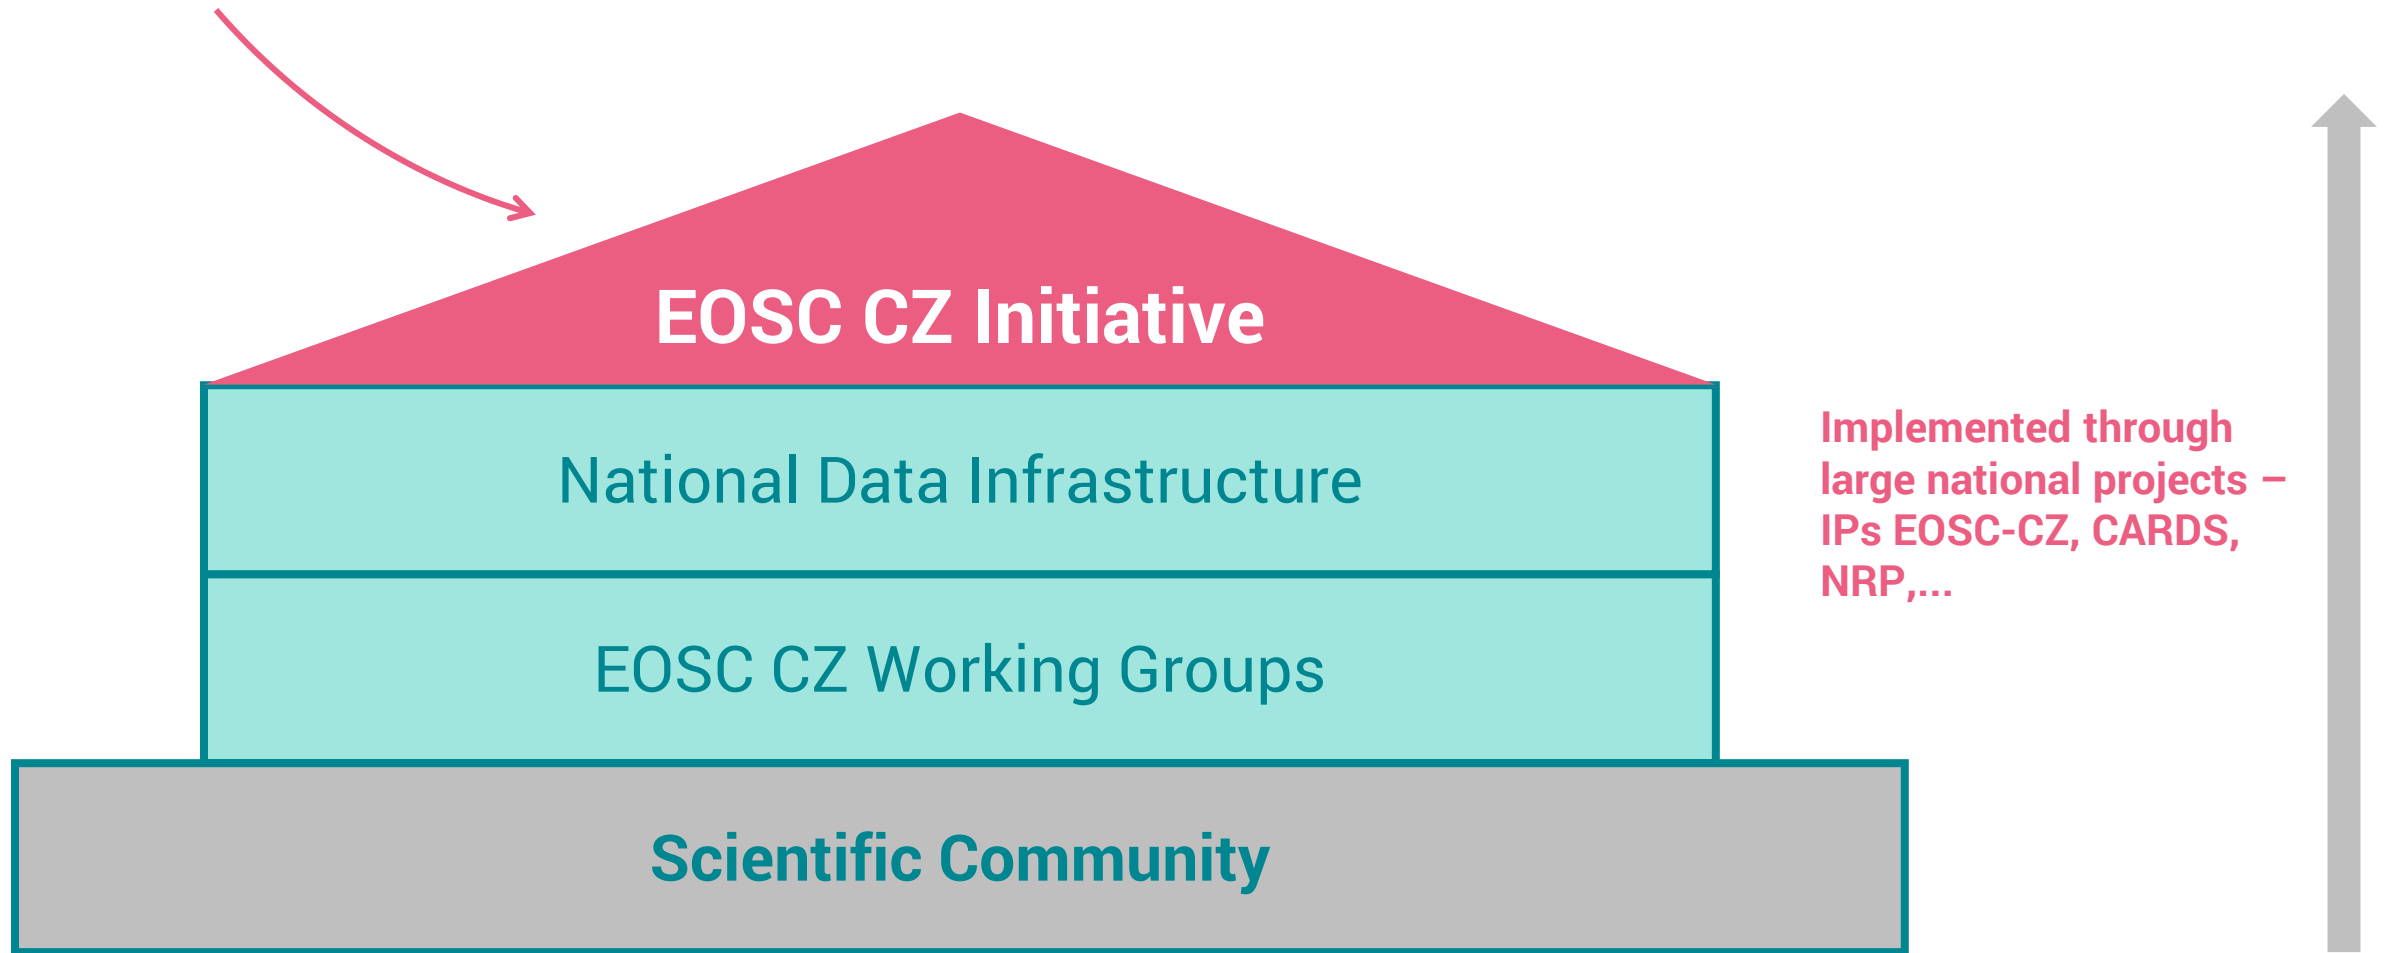 EOSC CZ Initiative
National Data Infrastructure
EOSC CZ Working Groups
Scientific Community
Implemented through
large national projects –
IPs EOSC-CZ, CARDS,
NRP,...